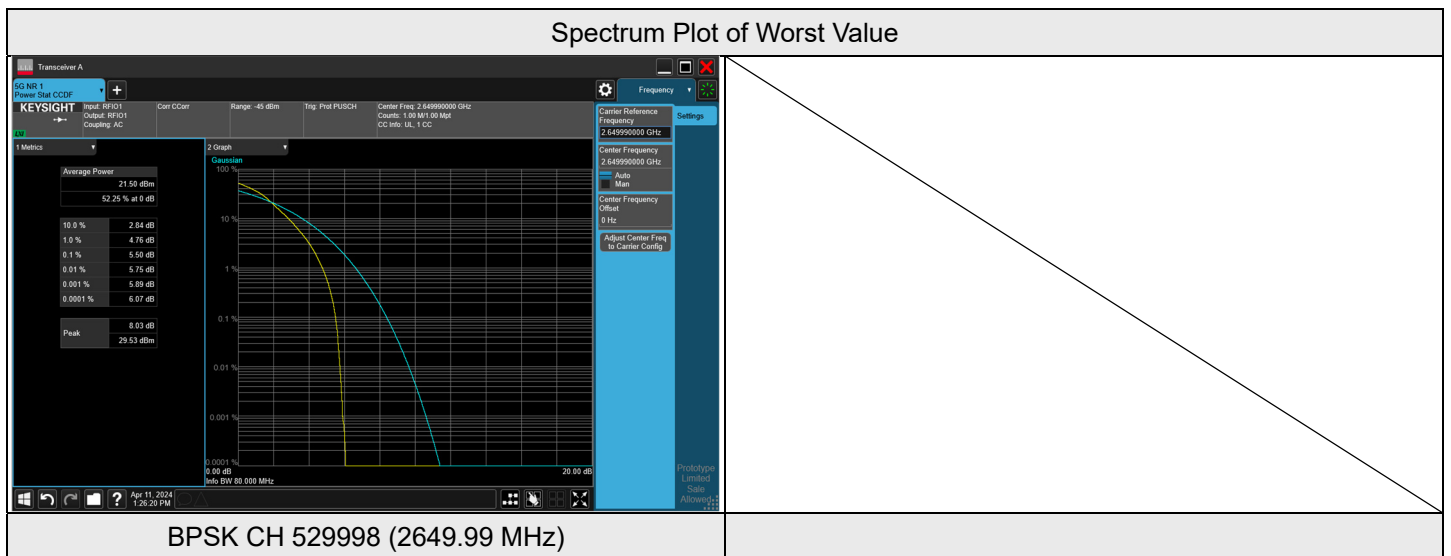 Spectrum Plot of Worst Value
Transceiver A
5G NR 1
Power Stat CCDF
Frequency
KEYSIGHT
Input: RFIO1
Output: RFIO1
Coupling: AC
Corr CCorr
Range: -45 dBm
Trig: Prot PUSCH
Center Freq: 2.649990000 GHz
Counts: 1.00 M/1.00 Mpt
CC Info: UL, 1 CC
LVI
1 Metrics
Average Power
21.50 dBm
52.25 % at 0 dB
10.0 % 2.84 dB
1.0 % 4.76 dB
0.1 % 5.50 dB
0.01 % 5.75 dB
0.001 % 5.89 dB
0.0001 % 6.07 dB
Peak
8.03 dB
29.53 dBm
2 Graph
Gaussian
100 %
10 %
1 %
0.1 %
0.01 %
0.001 %
0.0001 %
0.00 dB 20.00 dB
Info BW 80.000 MHz
Carrier Reference
Frequency
2.649990000 GHz
Center Frequency
2.649990000 GHz
Auto
Man
Center Frequency
Offset
0 Hz
Adjust Center Freq
to Carrier Config
Settings
Prototype
Limited
Sale
Allowed
Apr 11, 2024
1:26:20 PM
BPSK CH 529998 (2649.99 MHz)